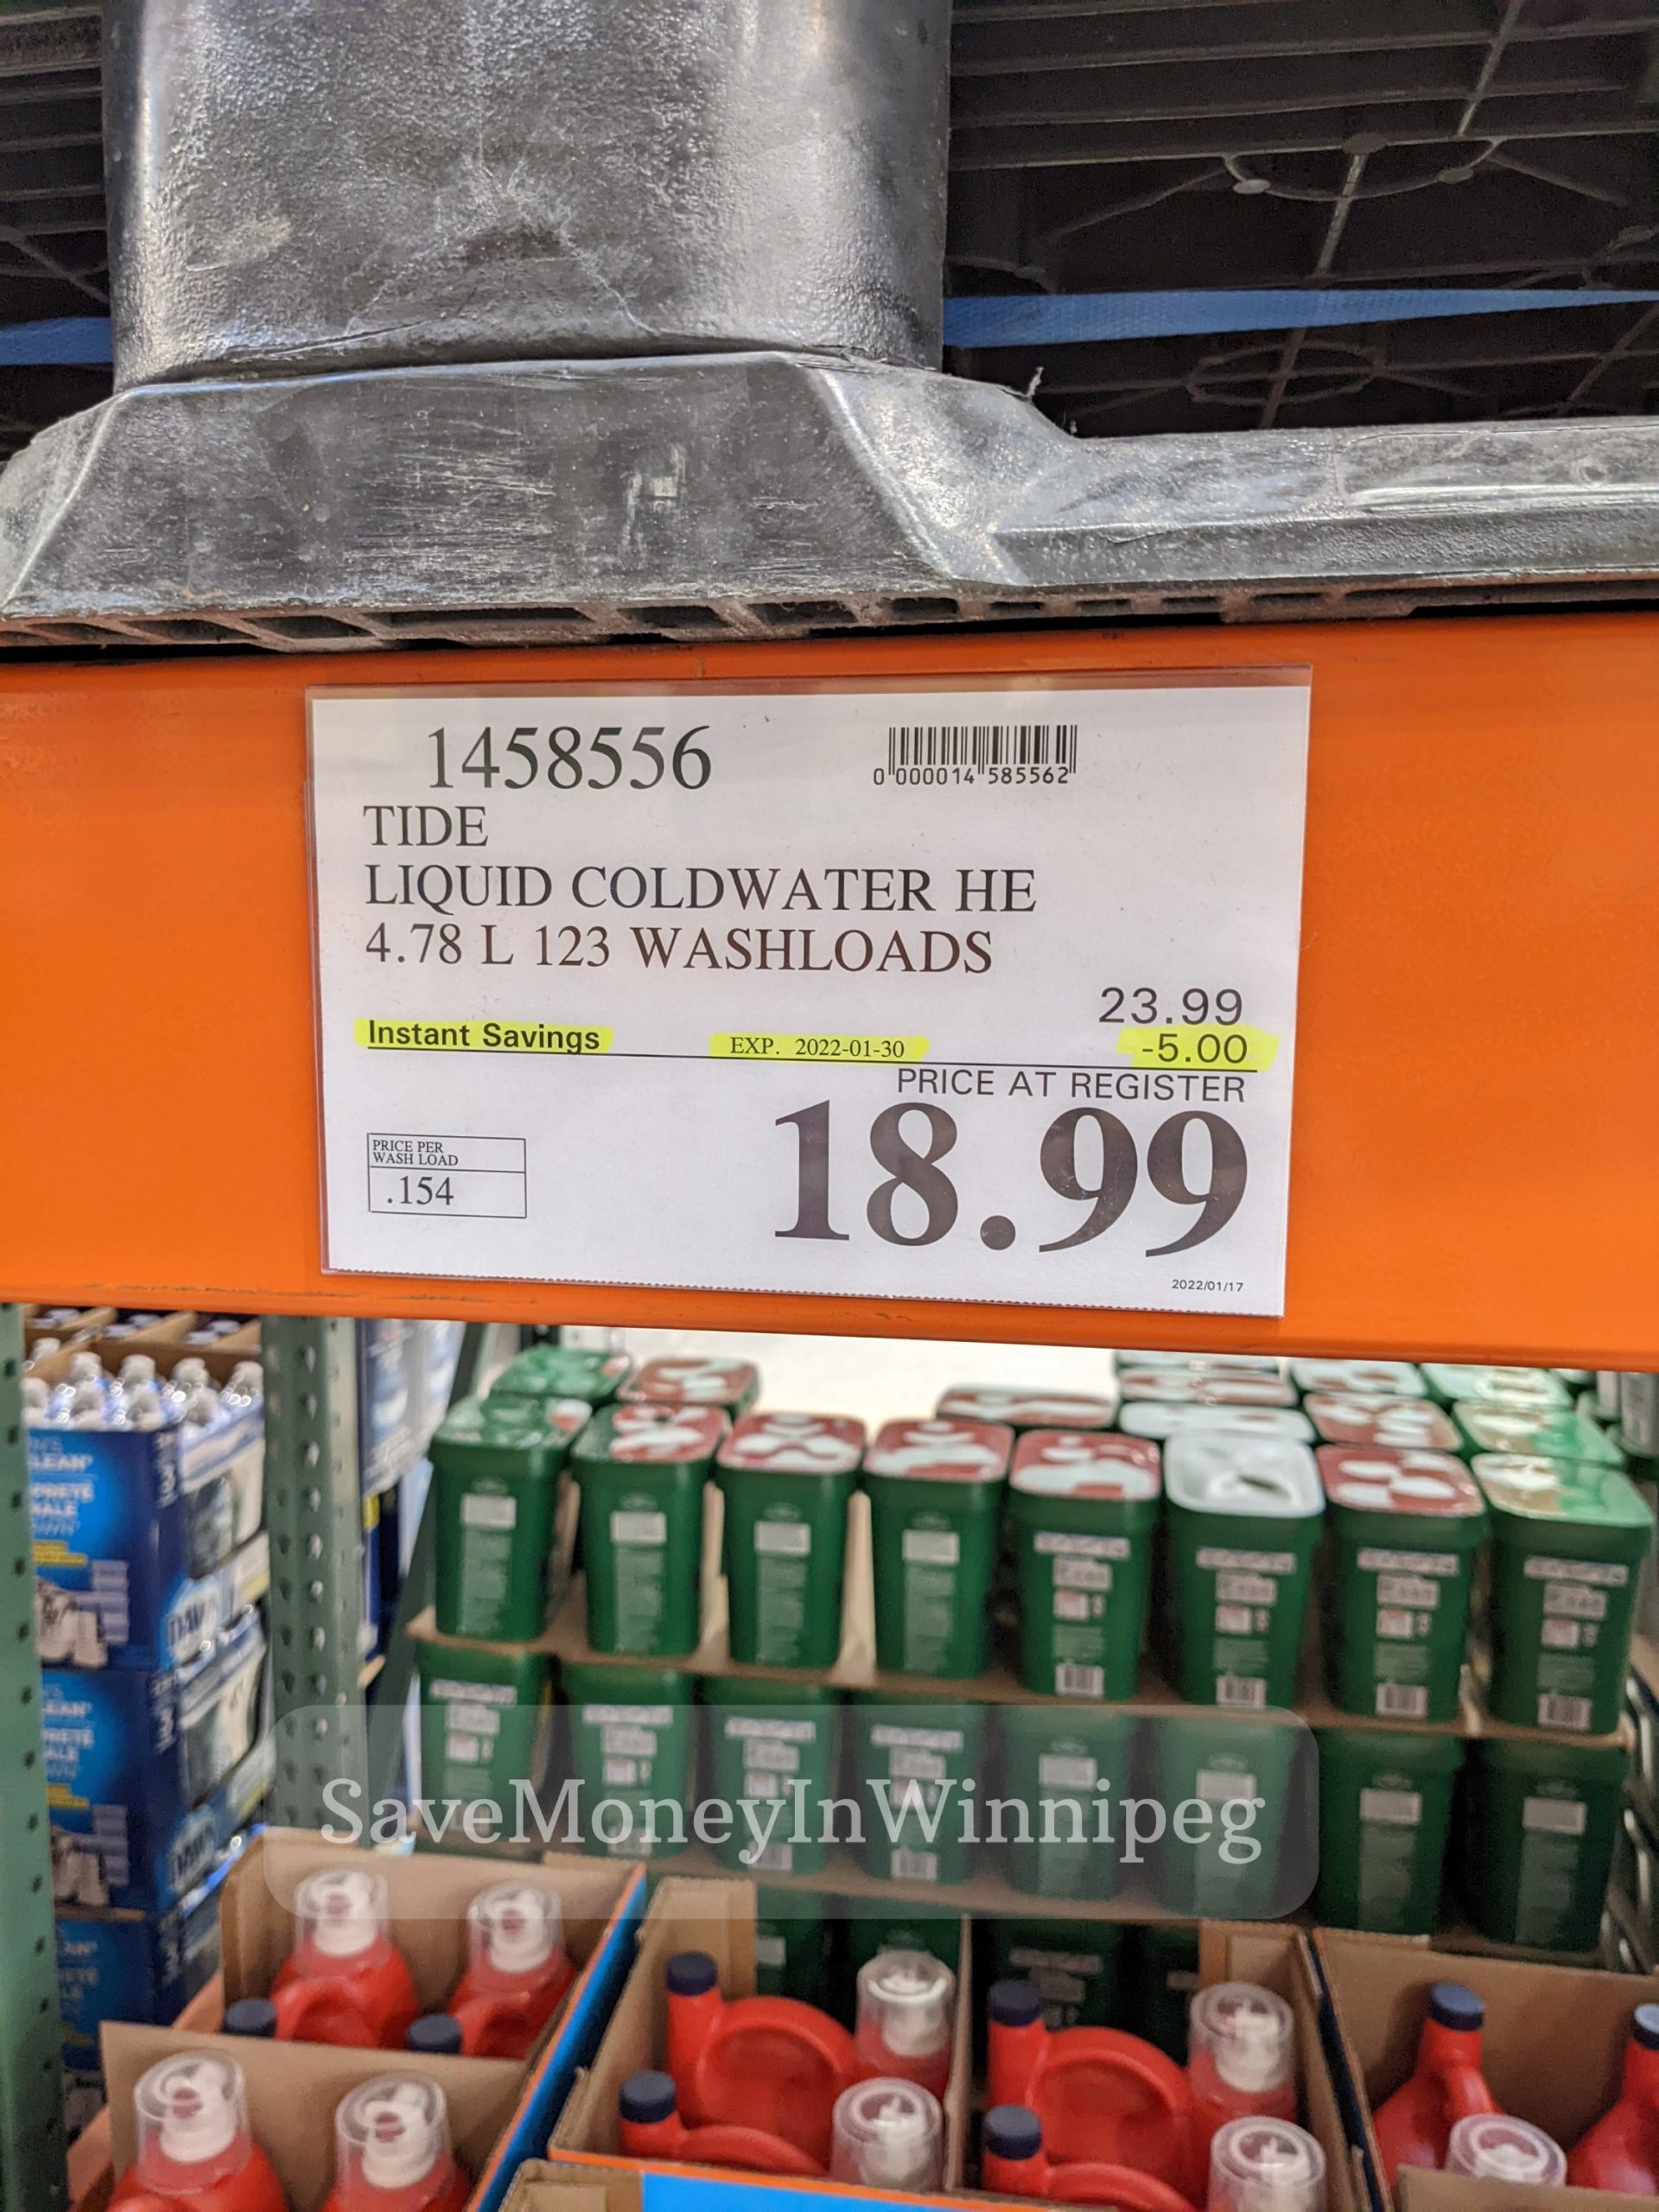 1458556
0 000014 585562
TIDE
LIQUID COLDWATER HE
4.78 L 123 WASHLOADS
23.99
Instant Savings EXP. 2022-01-30 -5.00
PRICE AT REGISTER
18.99
PRICE PER
WASH LOAD
.154
2022/01/17
SaveMoneyInWinnipeg